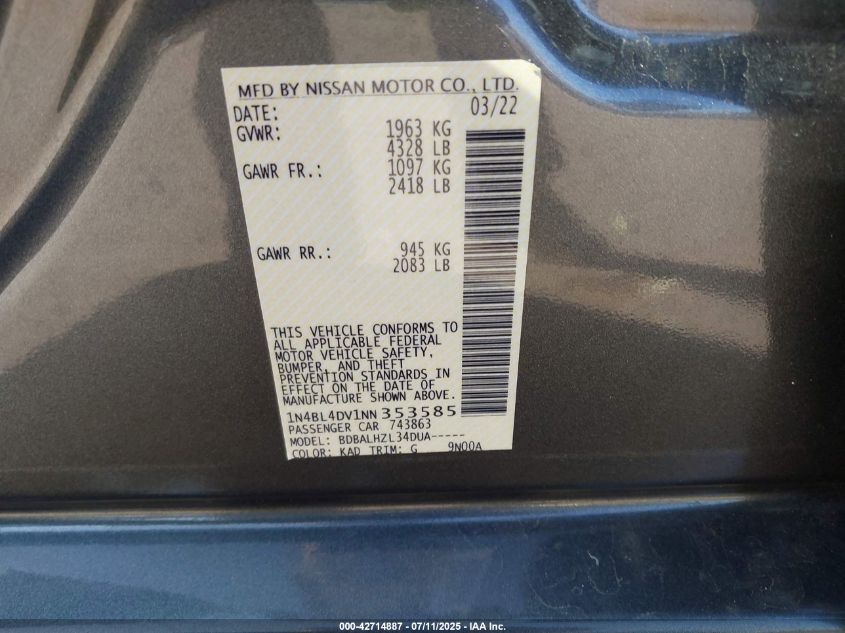 MFD BY NISSAN MOTOR CO., LTD.
DATE: 03/22
GVWR: 1963 KG
4328 LB
GAWR FR.: 1097 KG
2418 LB
GAWR RR.: 945 KG
2083 LB
THIS VEHICLE CONFORMS TO
ALL APPLICABLE FEDERAL
MOTOR VEHICLE SAFETY,
BUMPER, AND THEFT
PREVENTION STANDARDS IN
EFFECT ON THE DATE OF
MANUFACTURE SHOWN ABOVE.
1N4BL4DV1NN353585
PASSENGER CAR 743863
MODEL: BDBALHZL34DUA-----
COLOR: KAD TRIM: G 9N00A
000-42714887 - 07/11/2025 - IAA Inc.